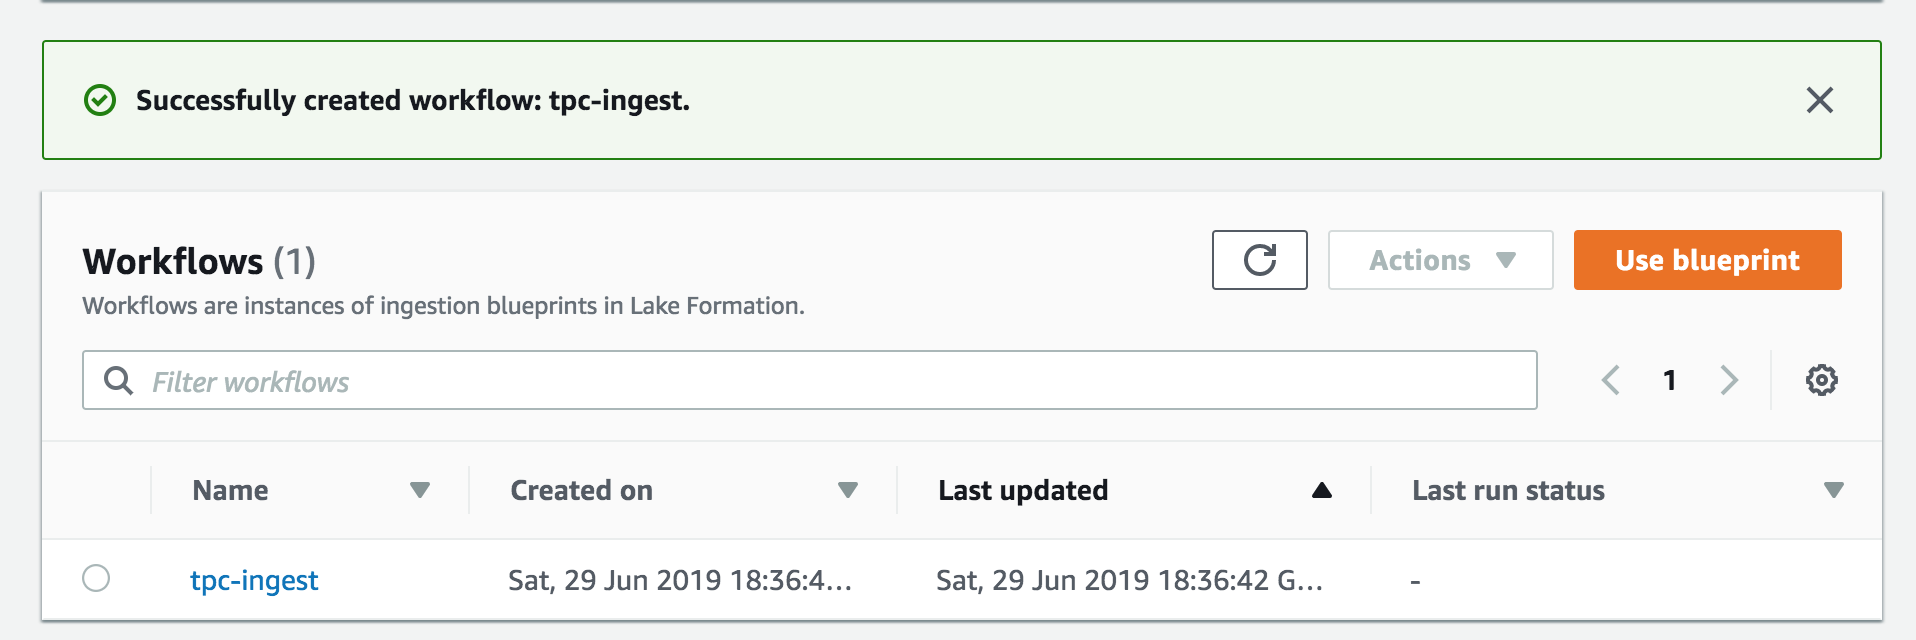 Successfully created workflow: tpc-ingest.
Workflows (1)
Actions
Use blueprint
Workflows are instances of ingestion blueprints in Lake Formation.
Filter workflows
1
Name
Created on
Last updated
Last run status
tpc-ingest
Sat, 29 Jun 2019 18:36:4...
Sat, 29 Jun 2019 18:36:42 G...
-